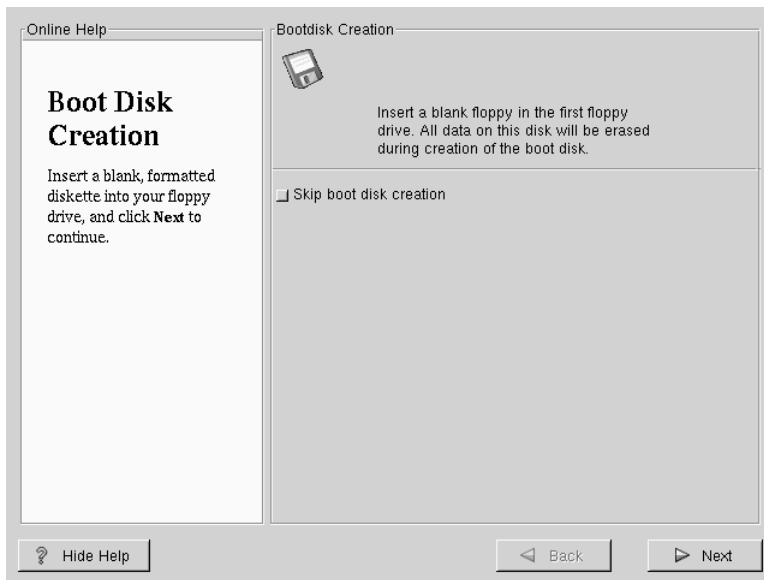 Online Help
Boot Disk
Creation
Insert a blank, formatted
diskette into your floppy
drive, and click Next to
continue.
Bootdisk Creation
Insert a blank floppy in the first floppy
drive. All data on this disk will be erased
during creation of the boot disk.
Skip boot disk creation
Hide Help
Back
Next